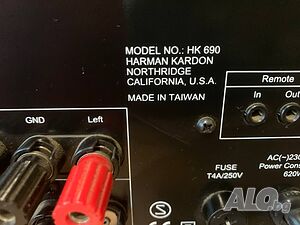 MODEL NO.: HK 690
HARMAN KARDON
NORTHRIDGE
CALIFORNIA, U.S.A.
MADE IN TAIWAN
Remote
In Out
GND Left
FUSE
T4A/250V
AC(~)230
Power Cons
620W
S
ALO.bg